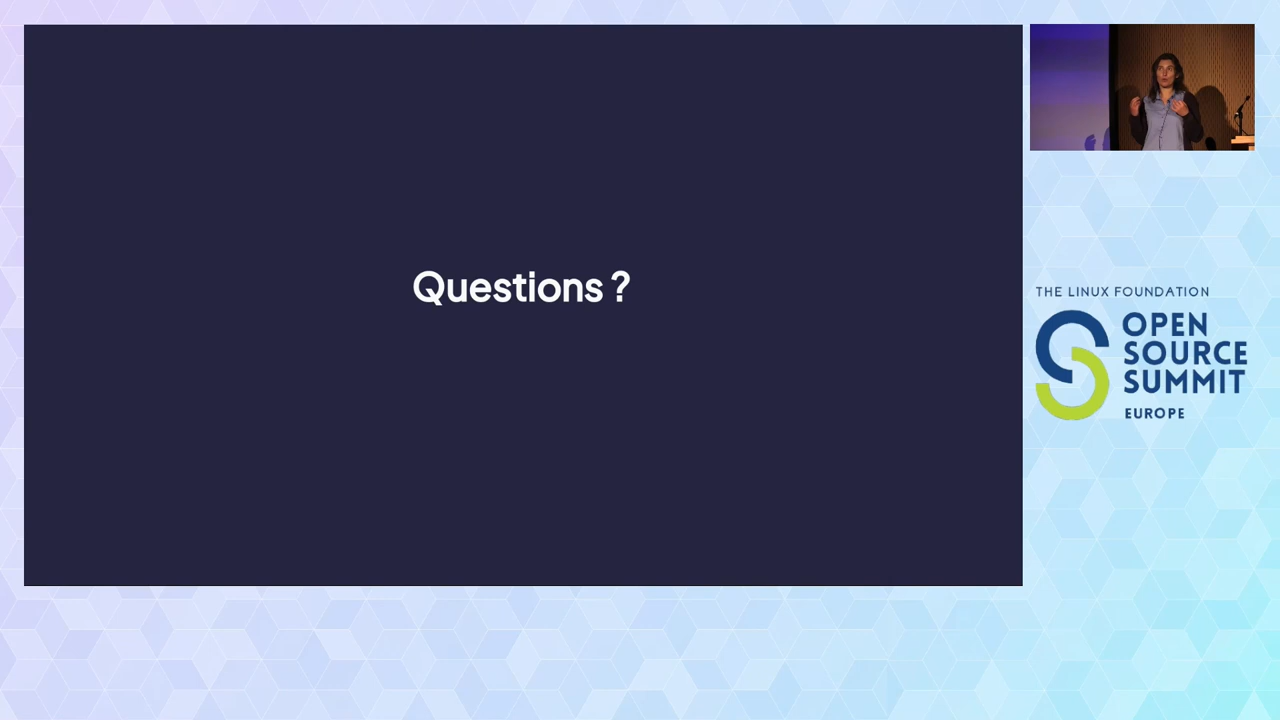 Questions ?
THE LINUX FOUNDATION
OPEN
SOURCE
SUMMIT
EUROPE